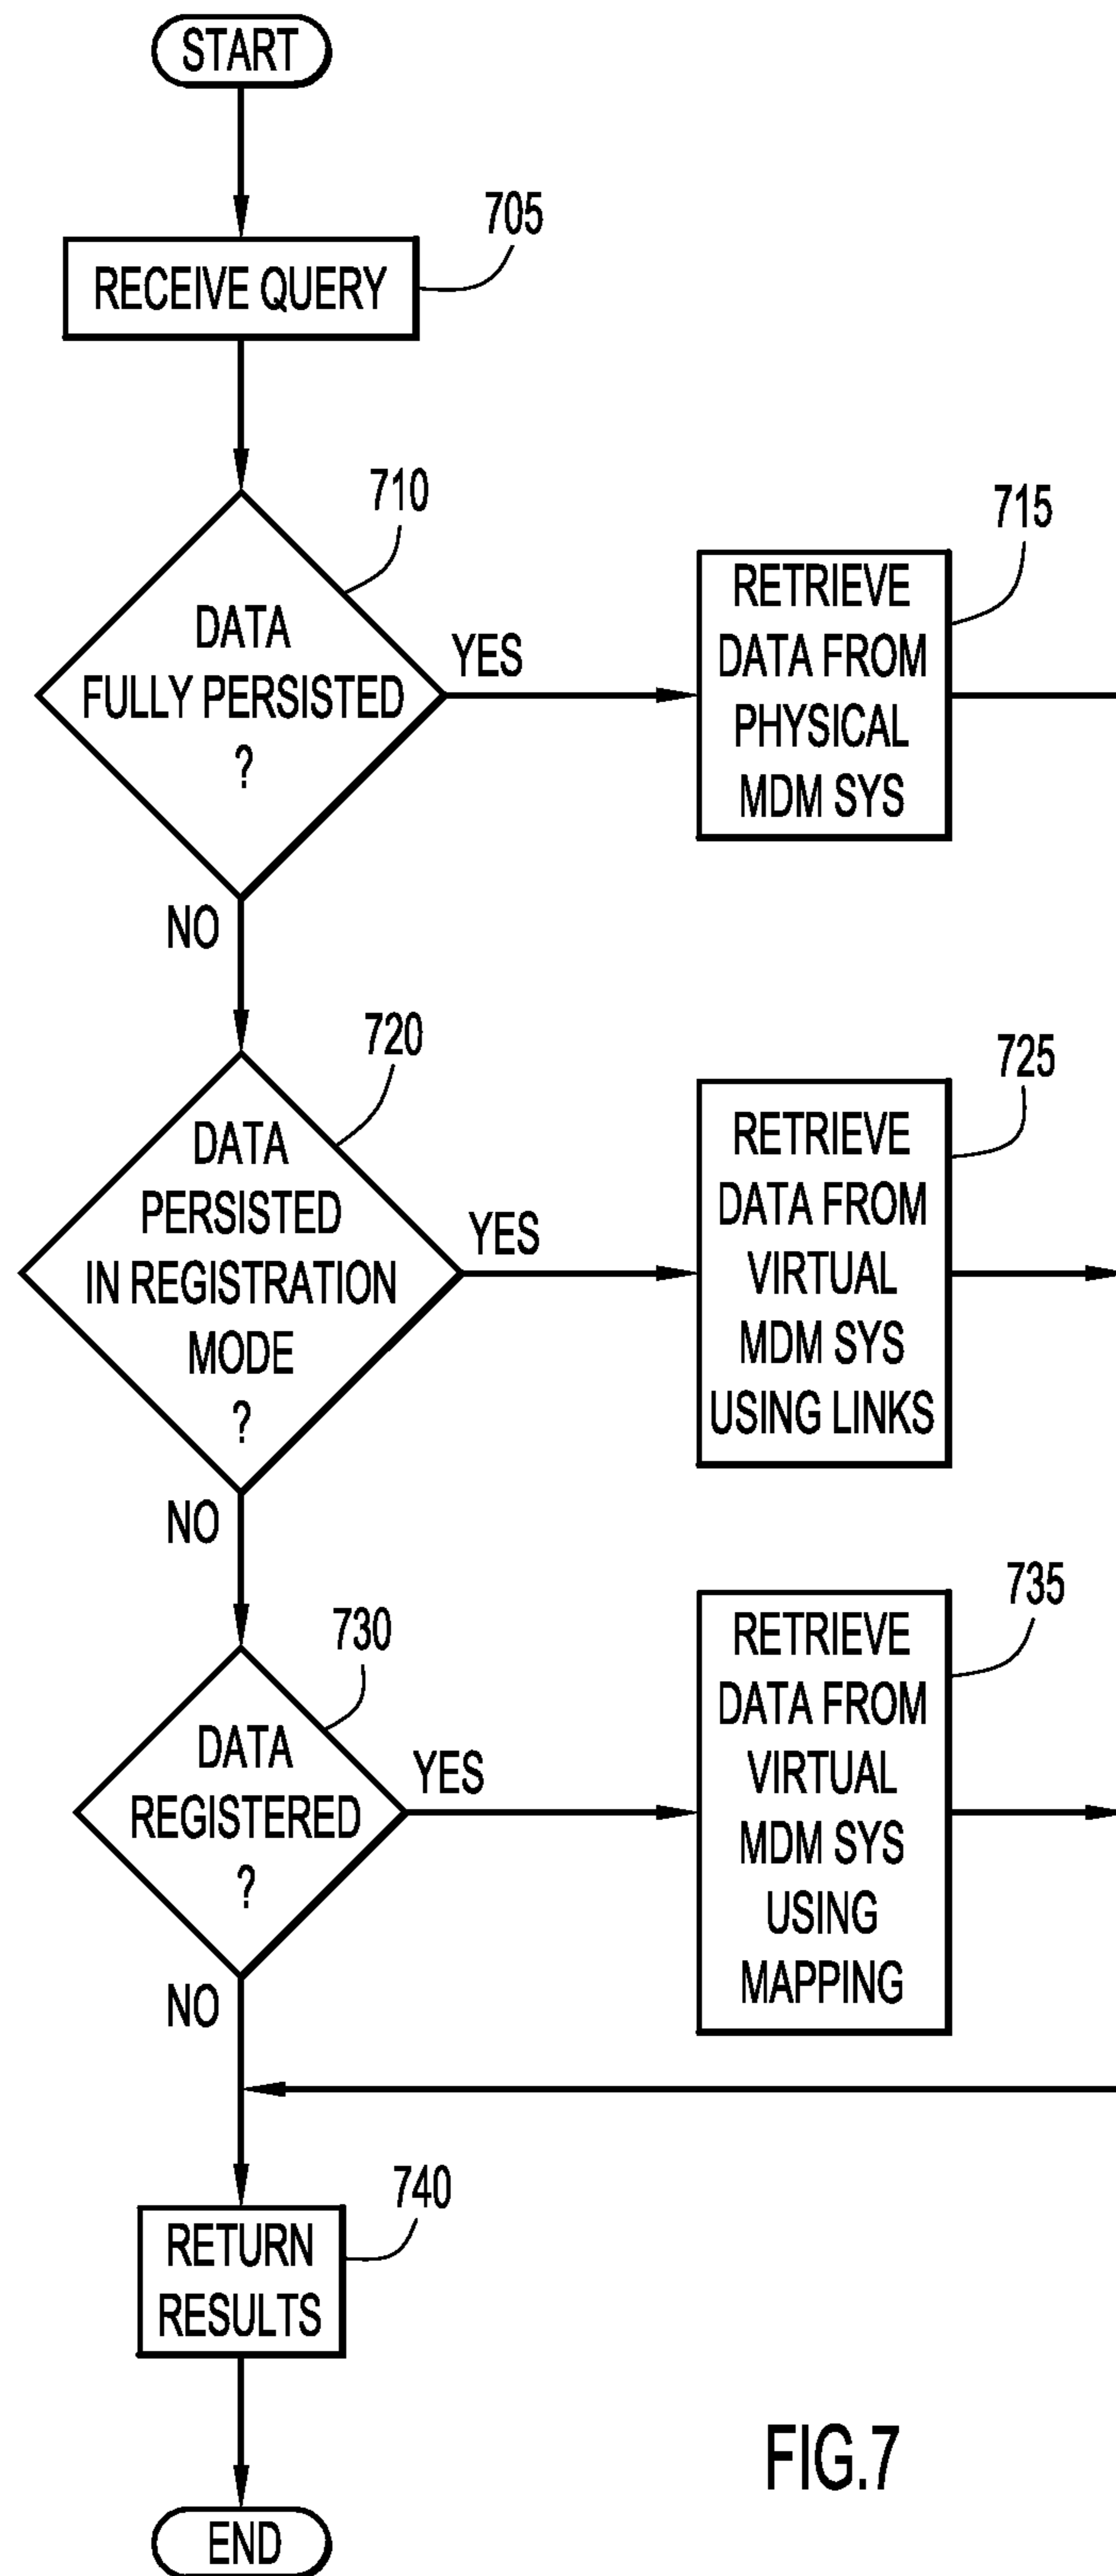 START
705
RECEIVE QUERY
710
DATA
FULLY PERSISTED
?
YES
715
RETRIEVE
DATA FROM
PHYSICAL
MDM SYS
NO
720
DATA
PERSISTED
IN REGISTRATION
MODE
?
YES
725
RETRIEVE
DATA FROM
VIRTUAL
MDM SYS
USING LINKS
NO
730
DATA
REGISTERED
?
YES
735
RETRIEVE
DATA FROM
VIRTUAL
MDM SYS
USING
MAPPING
NO
740
RETURN
RESULTS
END
FIG.7